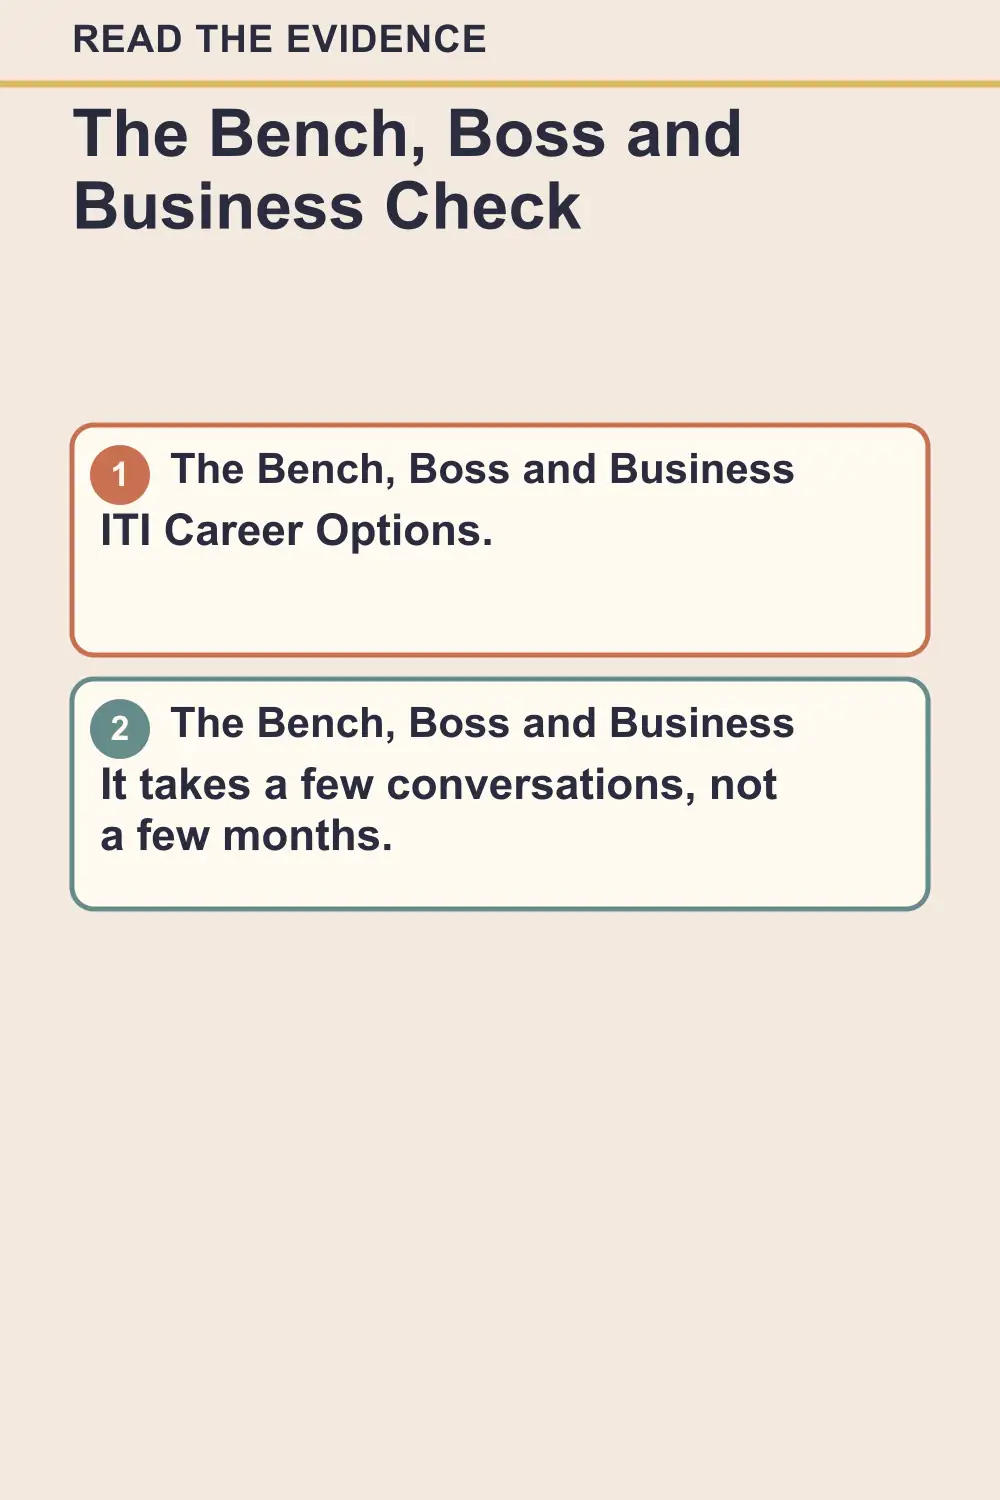 READ THE EVIDENCE
The Bench, Boss and
Business Check
1 The Bench, Boss and Business
ITI Career Options.
2 The Bench, Boss and Business
It takes a few conversations, not
a few months.